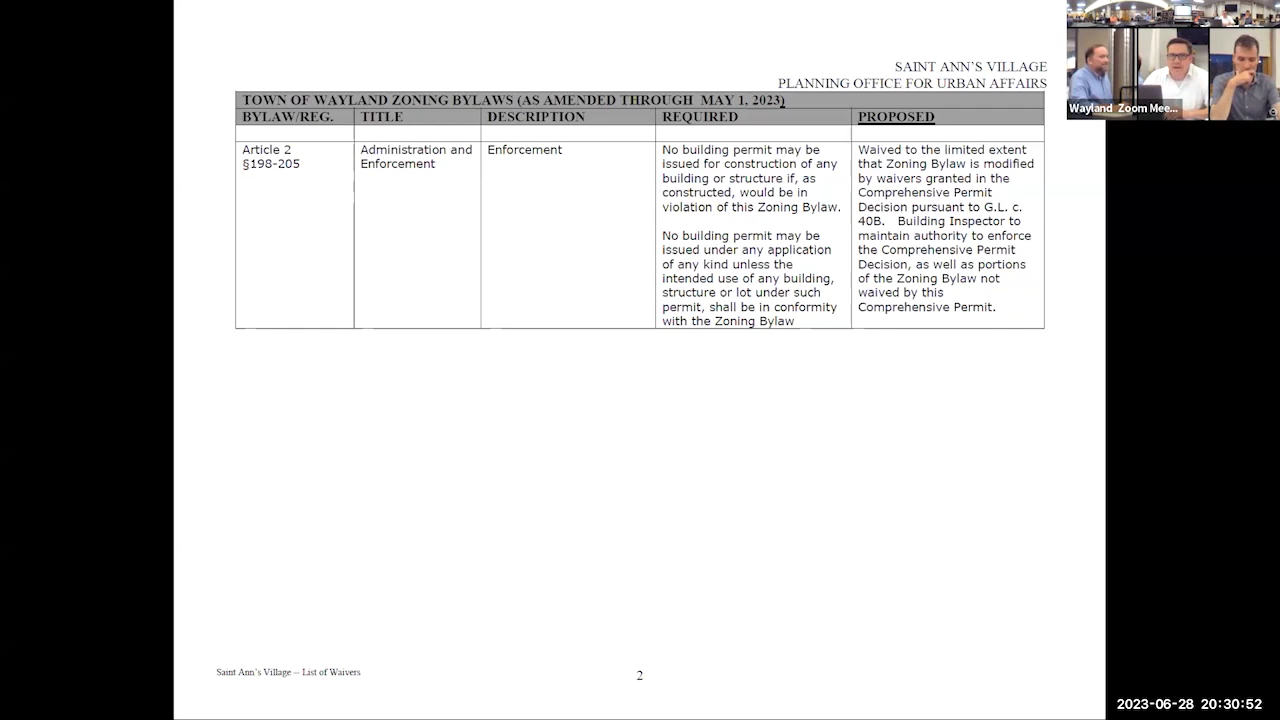 SAINT ANN'S VILLAGE
PLANNING OFFICE FOR URBAN AFFAIRS
TOWN OF WAYLAND ZONING BYLAWS (AS AMENDED THROUGH MAY 1, 2023)
BYLAW/REG. TITLE DESCRIPTION REQUIRED PROPOSED
Article 2
§198-205
Administration and
Enforcement
Enforcement
No building permit may be
issued for construction of any
building or structure if, as
constructed, would be in
violation of this Zoning Bylaw.
No building permit may be
issued under any application
of any kind unless the
intended use of any building,
structure or lot under such
permit, shall be in conformity
with the Zoning Bylaw
Waived to the limited extent
that Zoning Bylaw is modified
by waivers granted in the
Comprehensive Permit
Decision pursuant to G.L. c.
40B. Building Inspector to
maintain authority to enforce
the Comprehensive Permit
Decision, as well as portions
of the Zoning Bylaw not
waived by this
Comprehensive Permit.
Saint Ann's Village – List of Waivers
2
Wayland Zoom Mee...
2023-06-28 20:30:52